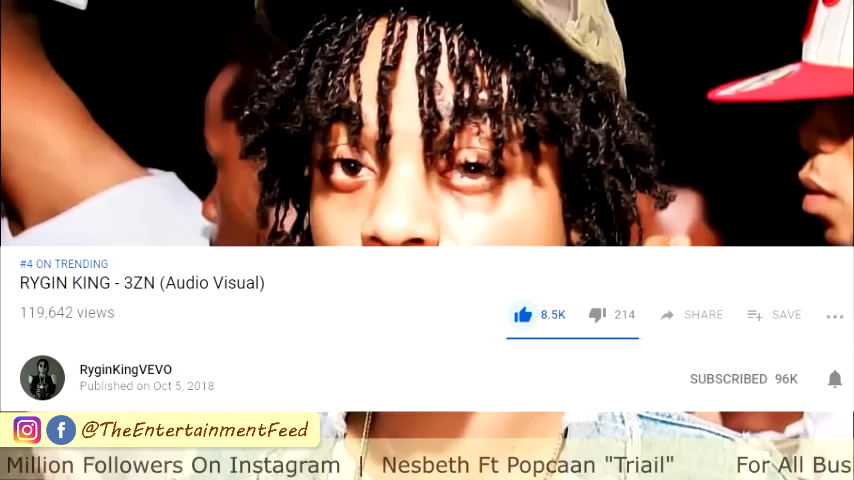 #4 ON TRENDING
RYGIN KING - 3ZN (Audio Visual)
119,642 views
8.5K 214 SHARE SAVE
RyginKingVEVO
Published on Oct 5, 2018
SUBSCRIBED 96K
@TheEntertainmentFeed
Million Followers On Instagram | Nesbeth Ft Popcaan "Triail" For All Bus